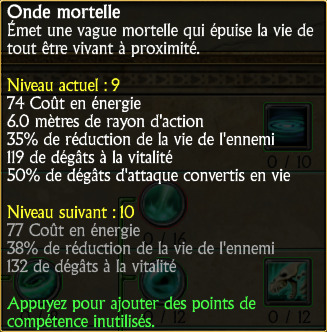 Onde mortelle
Émet une vague mortelle qui épuise la vie de
tout être vivant à proximité.
Niveau actuel : 9
74 Coût en énergie
6.0 mètres de rayon d'action
35% de réduction de la vie de l'ennemi
119 de dégâts à la vitalité
50% de dégâts d'attaque convertis en vie
0 / 10
Niveau suivant : 10
77 Coût en énergie
38% de réduction de la vie de l'ennemi
132 de dégâts à la vitalité
Appuyez pour ajouter des points de
compétence inutilisés.